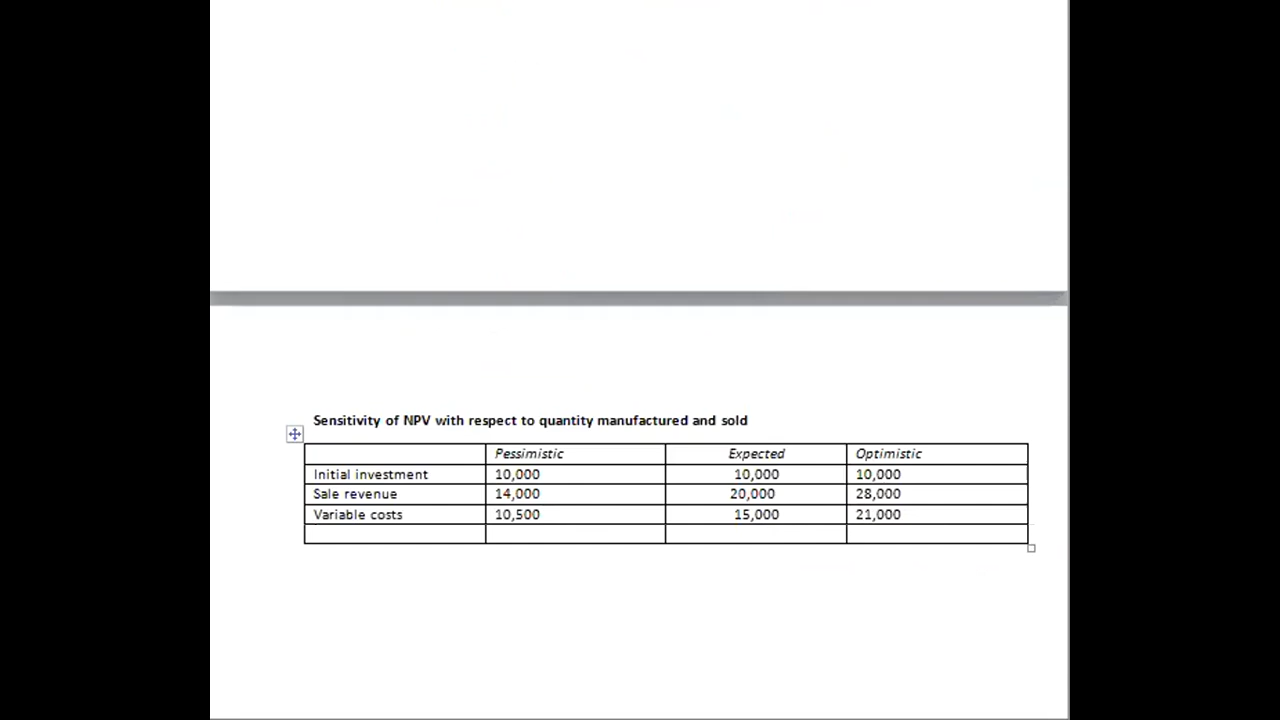 Sensitivity of NPV with respect to quantity manufactured and sold
Pessimistic Expected Optimistic
Initial investment 10,000 10,000 10,000
Sale revenue 14,000 20,000 28,000
Variable costs 10,500 15,000 21,000